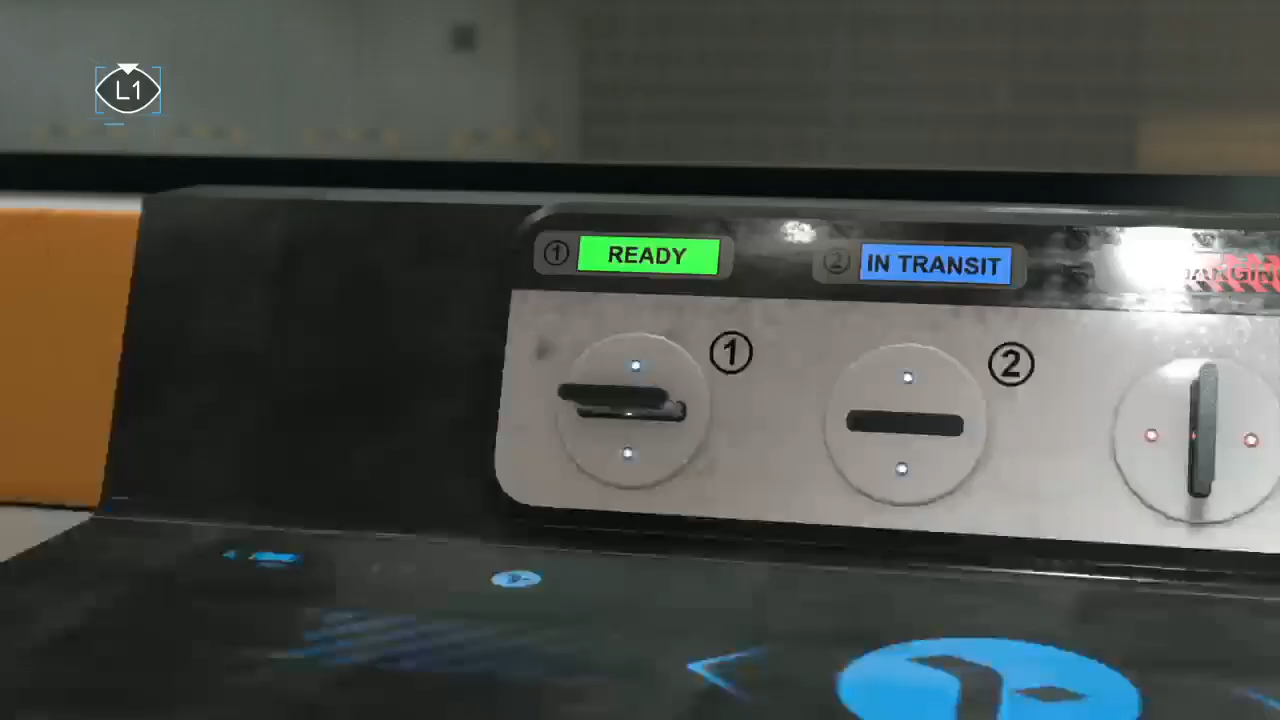 L1
① READY
② IN TRANSIT
①
②